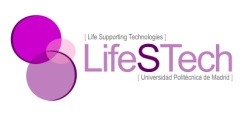 [ Life Supporting Technologies ]
LifeSTech
[ Universidad Politécnica de Madrid ]